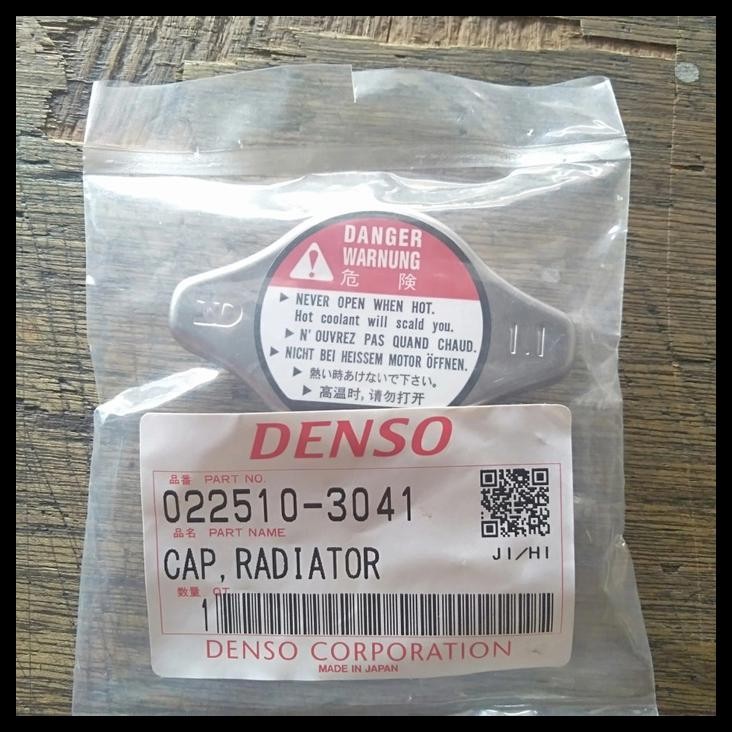 DANGER
WARNUNG
危 険
▶ NEVER OPEN WHEN HOT.
Hot coolant will scald you.
▶ N'OUVREZ PAS QUAND CHAUD.
▶ NICHT BEI HEISSEM MOTOR ÖFFNEN.
▶ 熱い時あけないで下さい。
▶ 高温时,请勿打开
ND
1.1
DENSO
品番 PART NO.
022510-3041
品名 PART NAME
CAP, RADIATOR
JI/HI
数量 QT
1
DENSO CORPORATION
MADE IN JAPAN